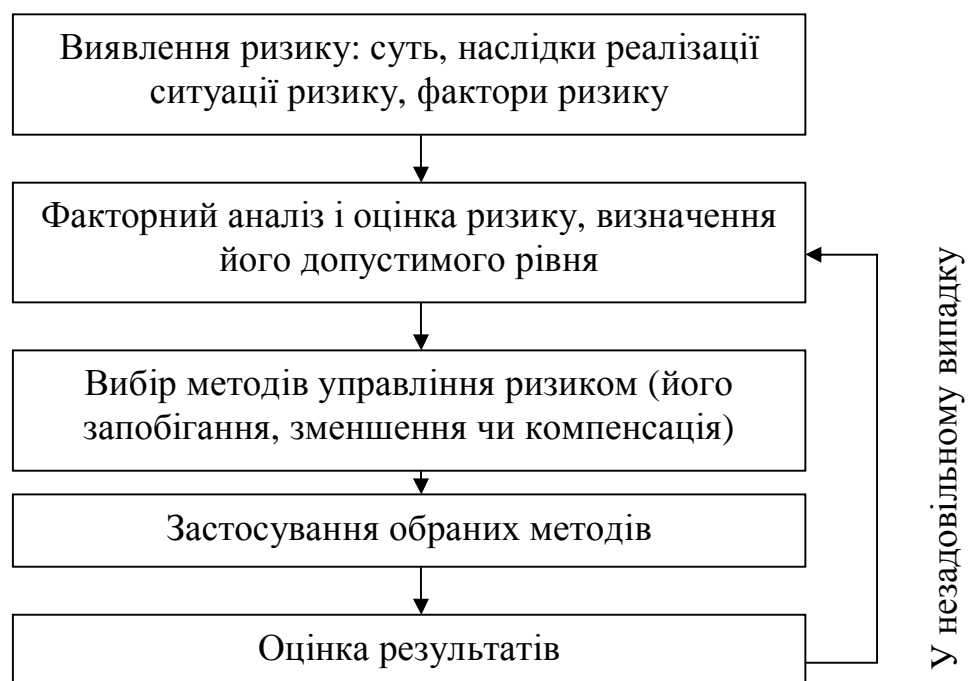 Виявлення ризику: суть, наслідки реалізації
ситуації ризику, фактори ризику
Факторний аналіз і оцінка ризику, визначення
його допустимого рівня
Вибір методів управління ризиком (його
запобігання, зменшення чи компенсація)
Застосування обраних методів
Оцінка результатів
У незадовільному випадку